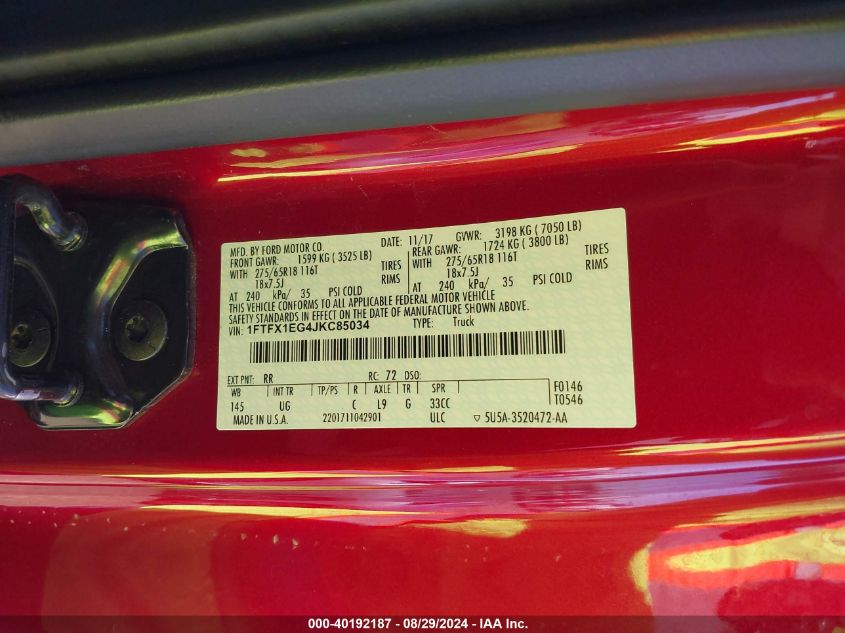 MFD. BY FORD MOTOR CO. DATE: 11/17 GVWR: 3198 KG ( 7050 LB)
FRONT GAWR: 1599 KG ( 3525 LB) REAR GAWR: 1724 KG ( 3800 LB)
WITH 275/65R18 116T TIRES WITH 275/65R18 116T TIRES
18x7.5J RIMS 18x7.5J RIMS
AT 240 kPa/ 35 PSI COLD AT 240 kPa/ 35 PSI COLD
THIS VEHICLE CONFORMS TO ALL APPLICABLE FEDERAL MOTOR VEHICLE
SAFETY STANDARDS IN EFFECT ON THE DATE OF MANUFACTURE SHOWN ABOVE.
VIN: 1FTFX1EG4JKC85034 TYPE: Truck
EXT PNT: RR RC: 72 DSO:
WB INT TR TP/PS R AXLE TR SPR F0146
145 UG C L9 G 33CC T0546
MADE IN U.S.A. 2201711042901 ULC ▽ 5U5A-3520472-AA
000-40192187 - 08/29/2024 - IAA Inc.